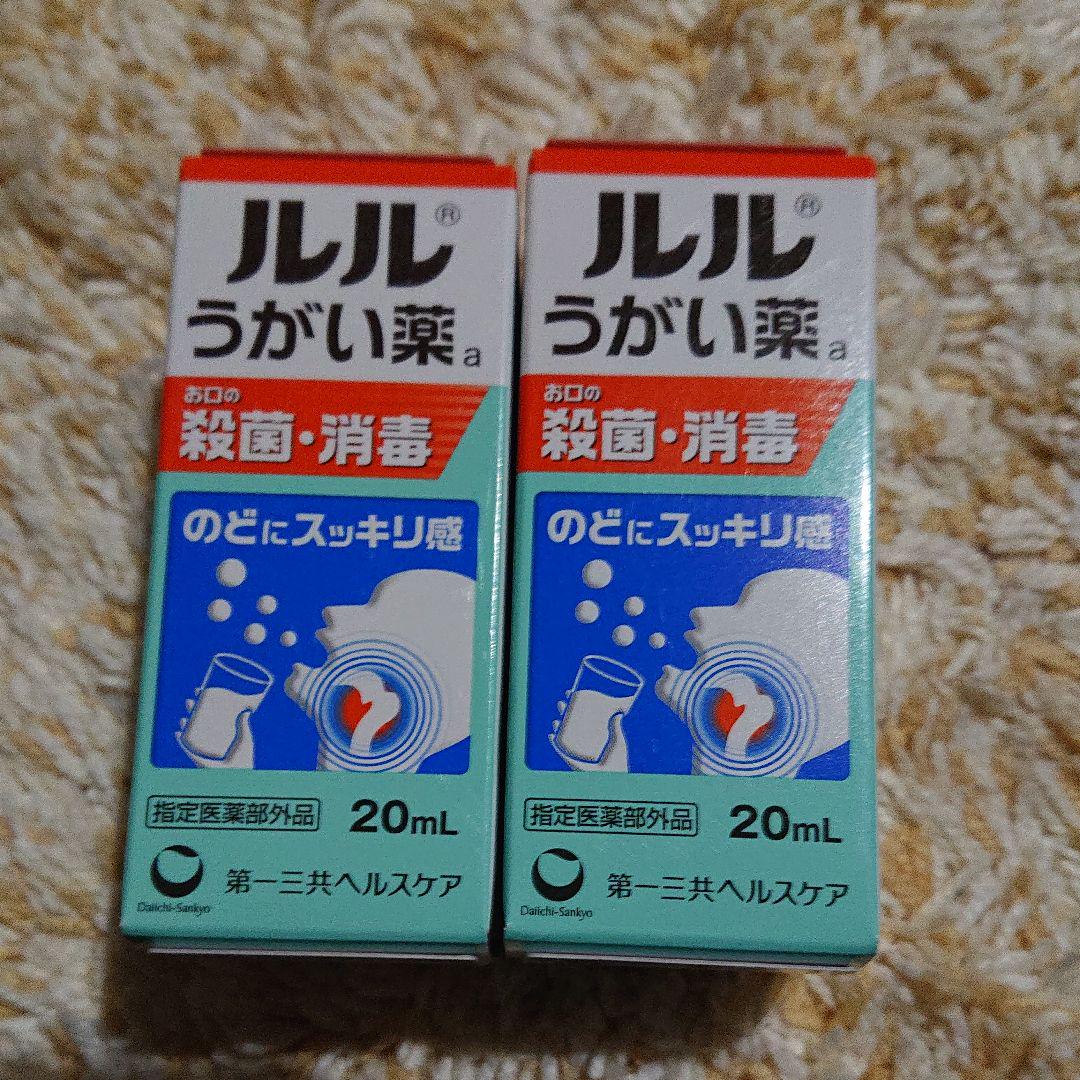 ルル®
うがい薬a
お口の
殺菌・消毒
のどにスッキリ感
指定医薬部外品 20mL
Daiichi-Sankyo 第一三共ヘルスケア
ルル®
うがい薬a
お口の
殺菌・消毒
のどにスッキリ感
指定医薬部外品 20mL
Daiichi-Sankyo 第一三共ヘルスケア